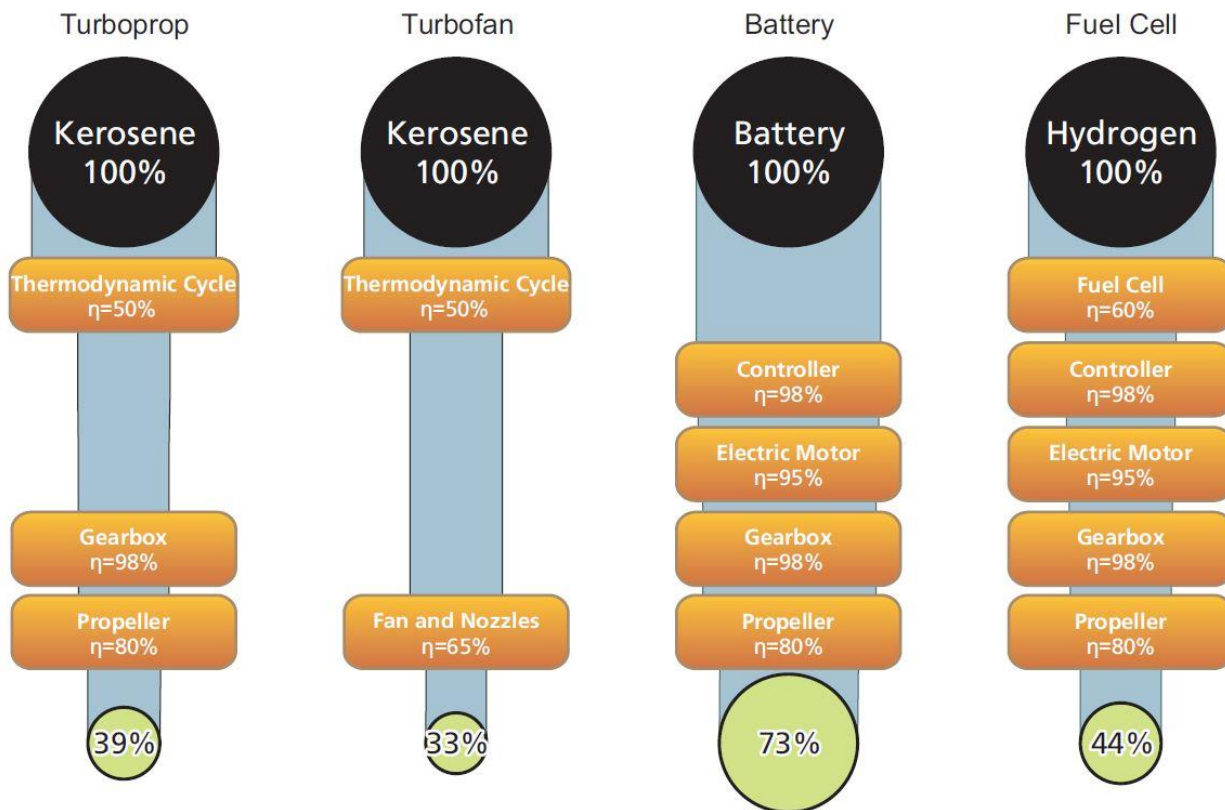 Turboprop
Turbofan
Battery
Fuel Cell
Kerosene
100%
Kerosene
100%
Battery
100%
Hydrogen
100%
Thermodynamic Cycle
η=50%
Thermodynamic Cycle
η=50%
Fuel Cell
η=60%
Controller
η=98%
Controller
η=98%
Electric Motor
η=95%
Electric Motor
η=95%
Gearbox
η=98%
Gearbox
η=98%
Gearbox
η=98%
Propeller
η=80%
Fan and Nozzles
η=65%
Propeller
η=80%
Propeller
η=80%
39%
33%
73%
44%